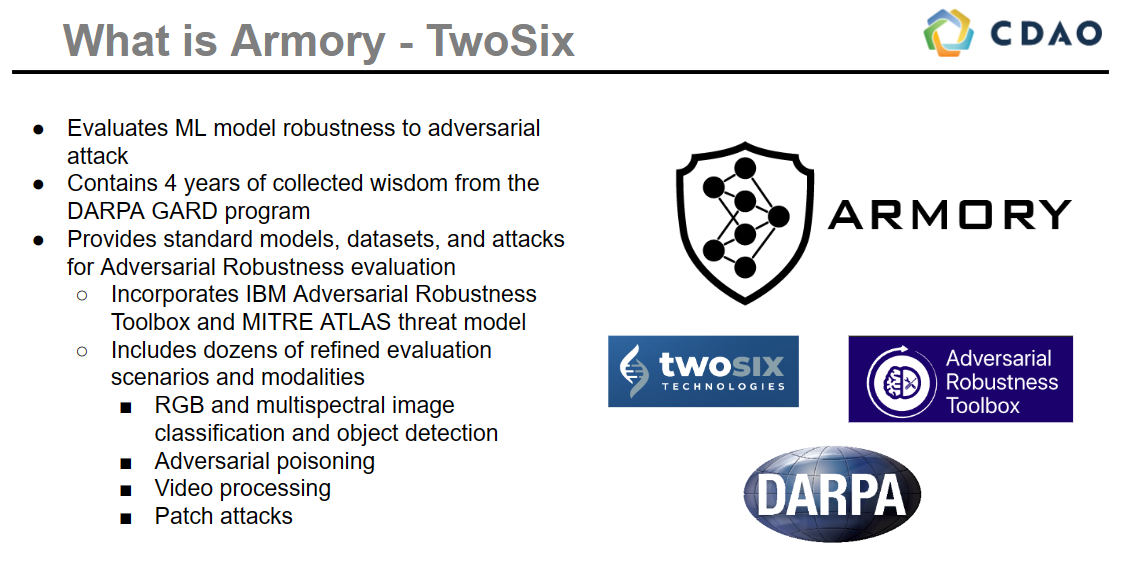 What is Armory - TwoSix
CDAO
● Evaluates ML model robustness to adversarial
attack
● Contains 4 years of collected wisdom from the
DARPA GARD program
● Provides standard models, datasets, and attacks
for Adversarial Robustness evaluation
○ Incorporates IBM Adversarial Robustness
Toolbox and MITRE ATLAS threat model
○ Includes dozens of refined evaluation
scenarios and modalities
■ RGB and multispectral image
classification and object detection
■ Adversarial poisoning
■ Video processing
■ Patch attacks
ARMORY
twosix
TECHNOLOGIES
Adversarial
Robustness
Toolbox
DARPA